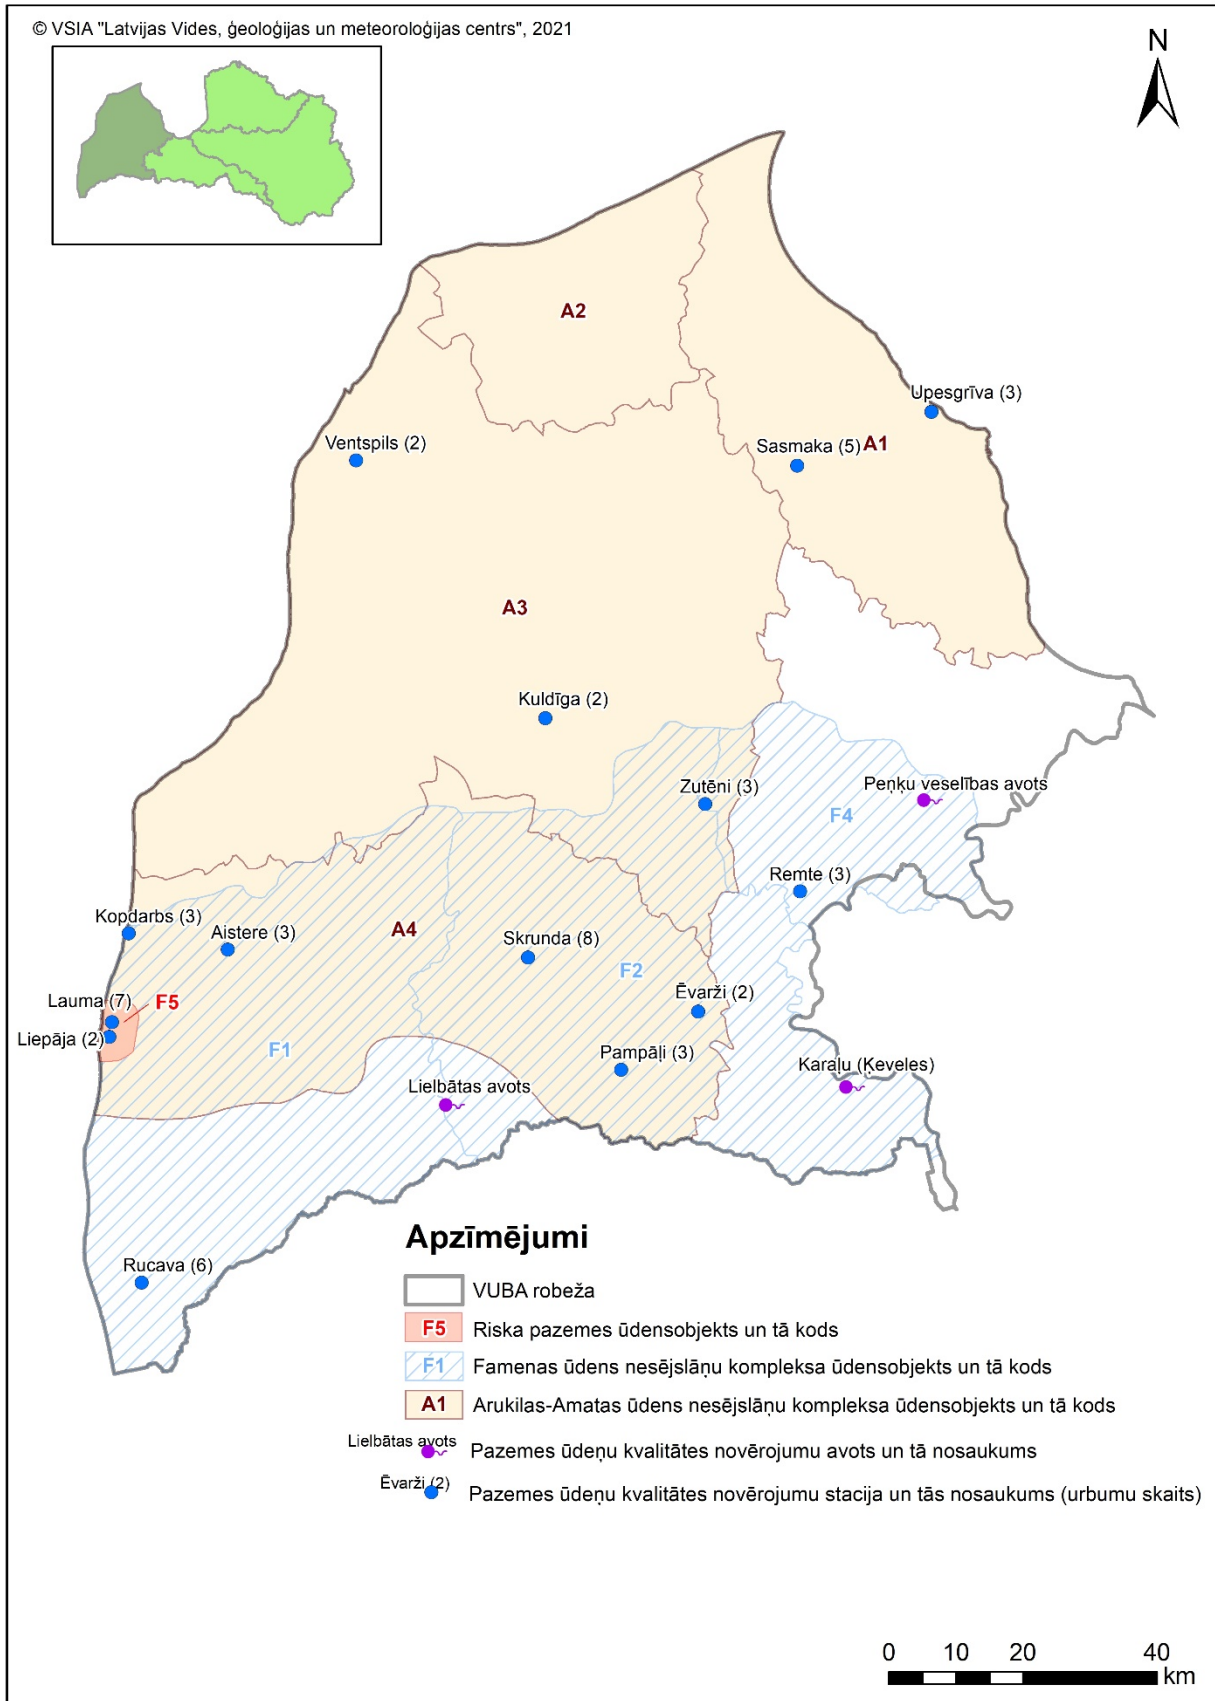 © VSIA "Latvijas Vides, ģeoloģijas un meteoroloģijas centrs", 2021
N
A2
Upesgrīva (3)
Ventspils (2)
Sasmaka (5)
A1
A3
Kuldīga (2)
Zutēni (3)
Peņķu veselības avots
F4
Remte (3)
Kopdarbs (3)
Aistere (3)
A4
Skrunda (8)
F2
Ēvarži (2)
Lauma (7)
F5
Liepāja (2)
F1
Pampāļi (3)
Karaļu (Ķeveles)
Lielbātas avots
Rucava (6)
Apzīmējumi
VUBA robeža
F5 Riska pazemes ūdensobjekts un tā kods
F1 Famenas ūdens nesējslāņu kompleksa ūdensobjekts un tā kods
A1 Arukilas-Amatas ūdens nesējslāņu kompleksa ūdensobjekts un tā kods
Lielbātas avots
Pazemes ūdeņu kvalitātes novērojumu avots un tā nosaukums
Ēvarži (2)
Pazemes ūdeņu kvalitātes novērojumu stacija un tās nosaukums (urbumu skaits)
0 10 20 40
km